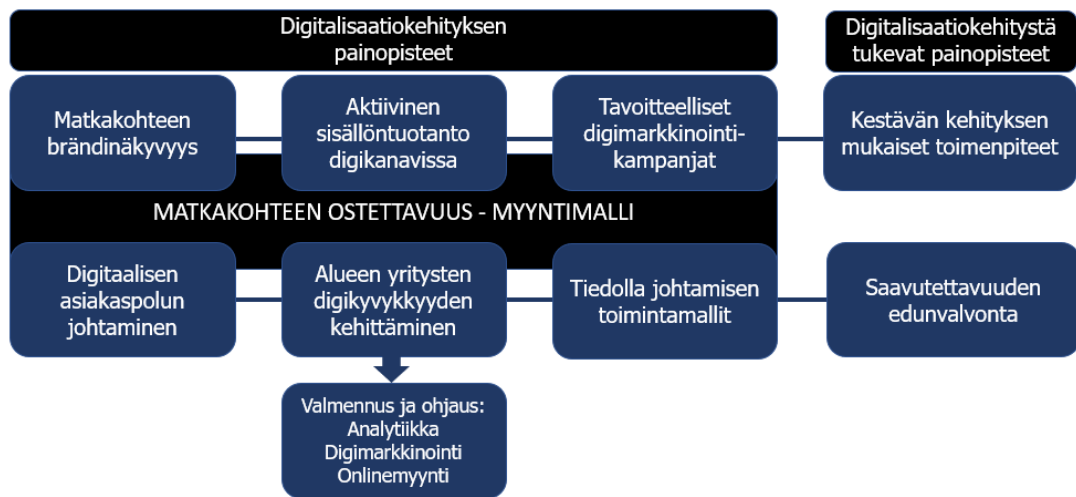 Digitalisaatiokehityksen
painopisteet
Digitalisaatiokehitystä
tukevat painopisteet
Matkakohteen
brändinäkyvyys
Aktiivinen
sisällöntuotanto
digikanavissa
Tavoitteelliset
digimarkkinointi-
kampanjat
Kestävän kehityksen
mukaiset toimenpiteet
MATKAKOHTEEN OSTETTAVUUS - MYYNTIMALLI
Digitaalisen
asiakaspolun
johtaminen
Alueen yritysten
digikyvykkyyden
kehittäminen
Tiedolla johtamisen
toimintamallit
Saavutettavuuden
edunvalvonta
Valmennus ja ohjaus:
Analytiikka
Digimarkkinointi
Onlinemyynti